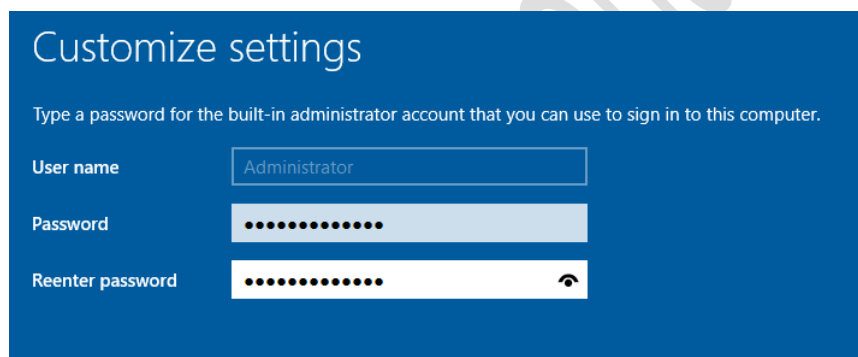 Customize settings
Type a password for the built-in administrator account that you can use to sign in to this computer.
User name Administrator
Password •••••••••••••
Reenter password •••••••••••••